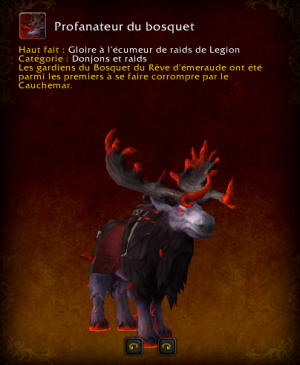 Profanateur du bosquet
Haut fait : Gloire à l'écumeur de raids de Legion
Catégorie : Donjons et raids
Les gardiens du Bosquet du Rêve d'émeraude ont été
parmi les premiers à se faire corrompre par le
Cauchemar.